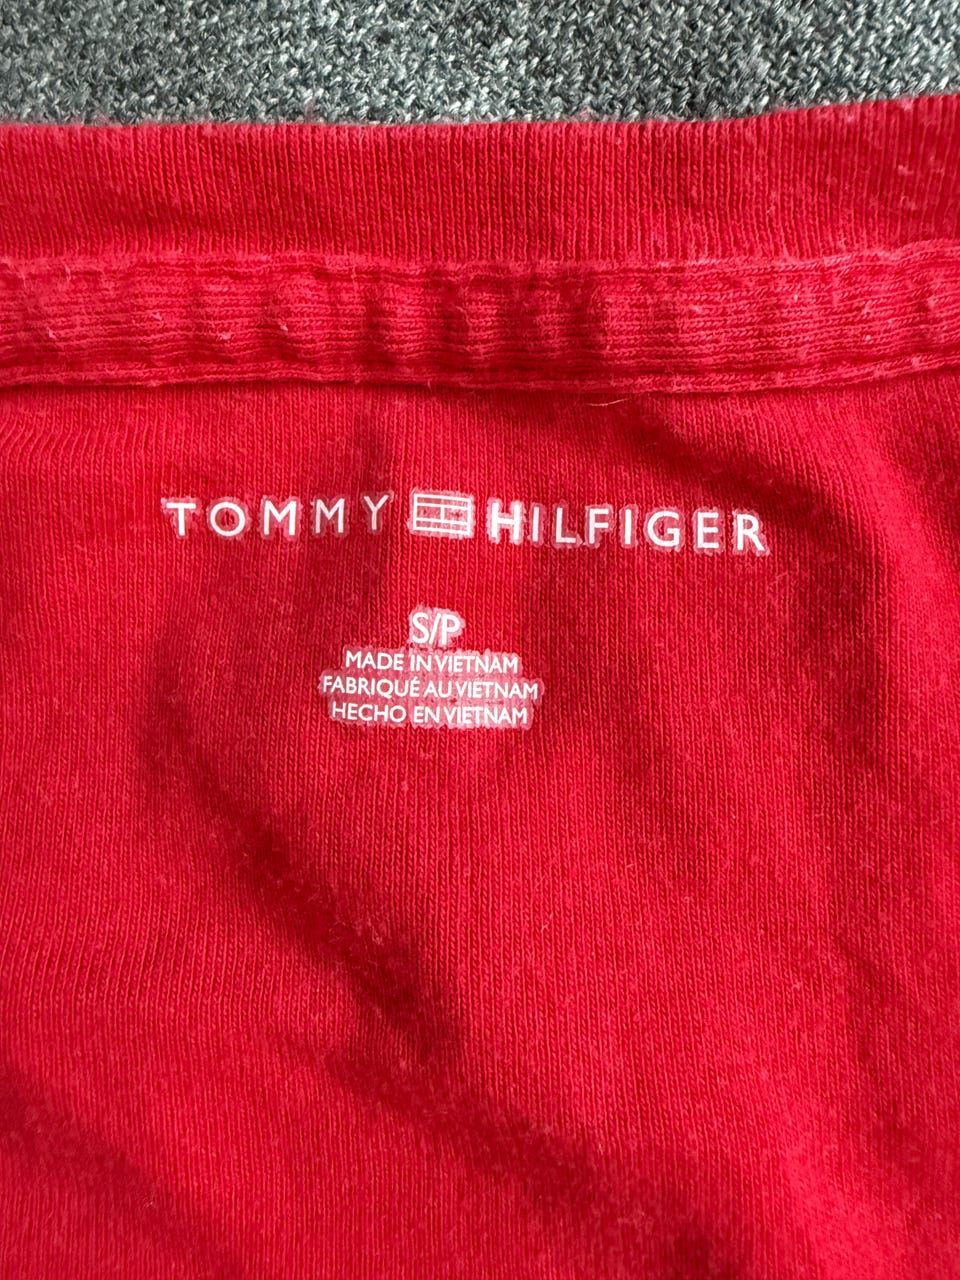 TOMMY HILFIGER
S/P
MADE IN VIETNAM
FABRIQUÉ AU VIETNAM
HECHO EN VIETNAM